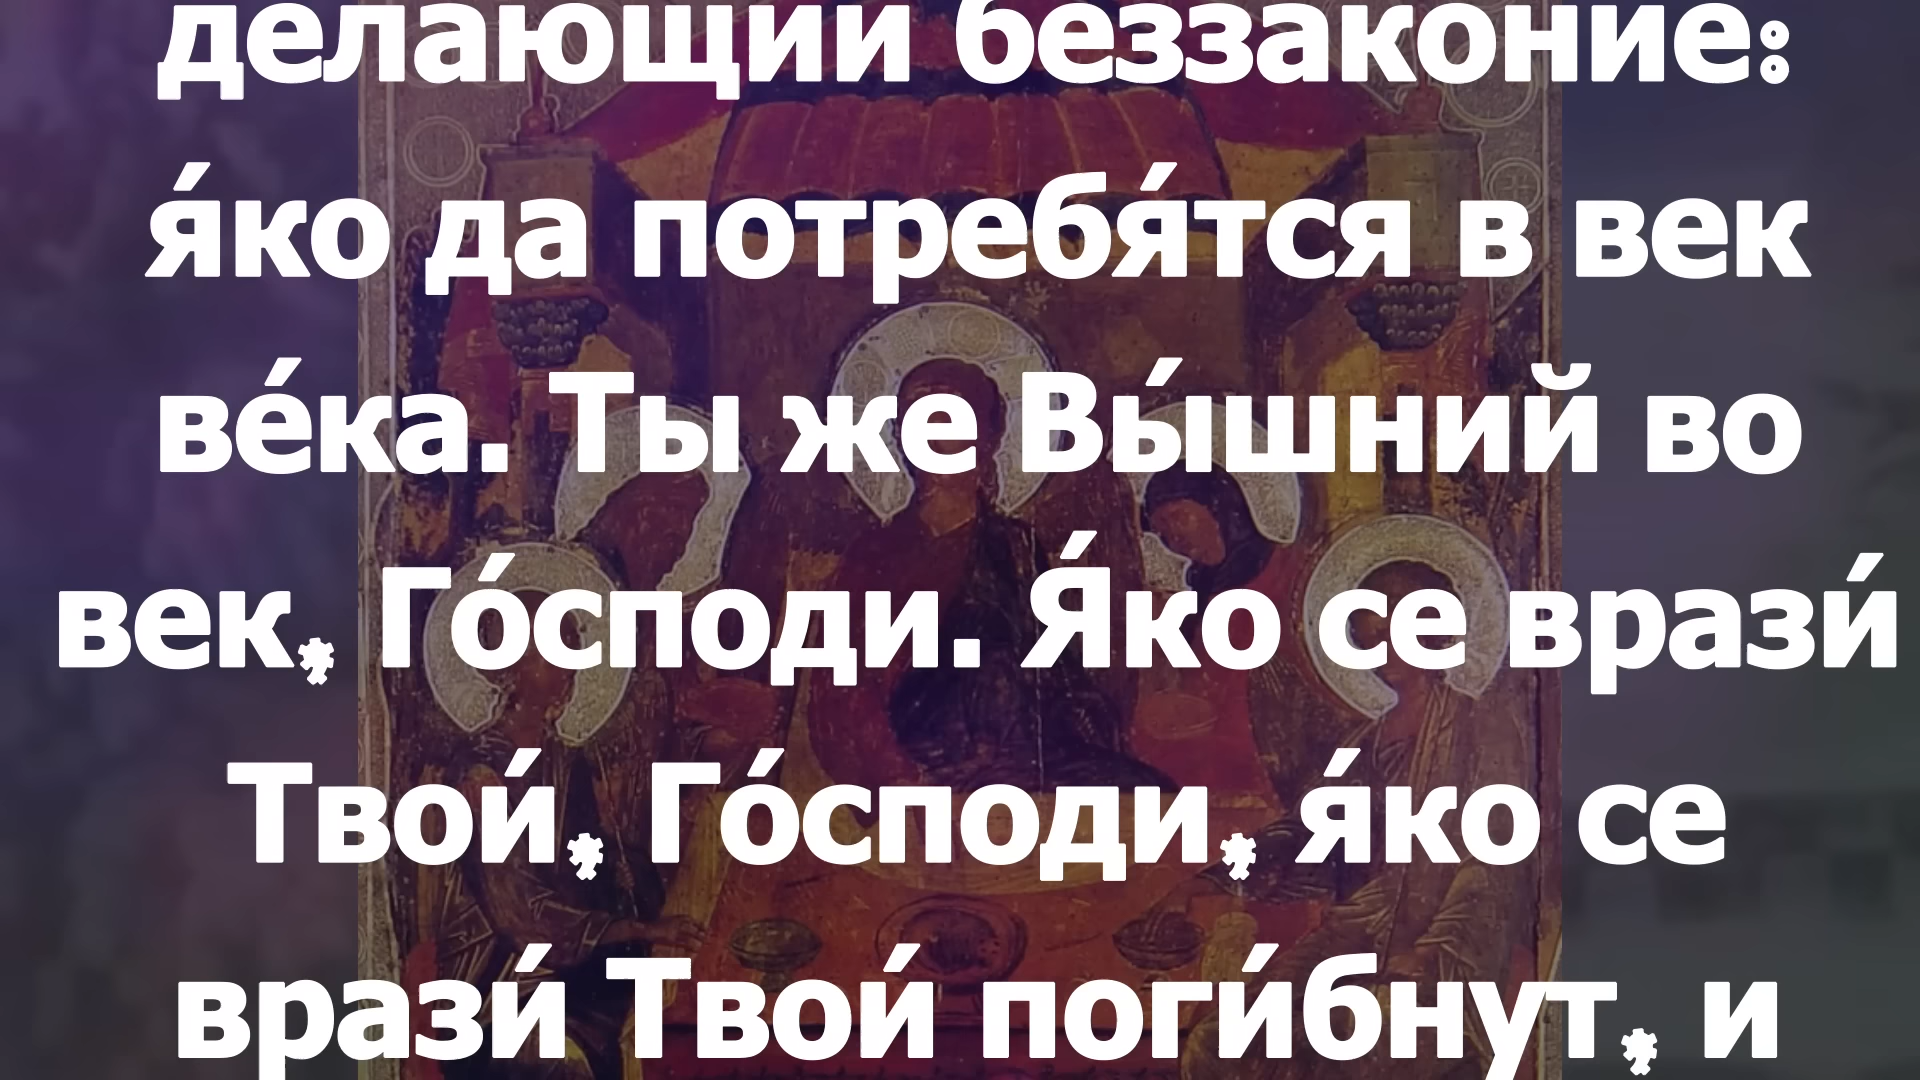 делающии беззаконие:
я́ко да потребя́тся в век
ве́ка. Ты же Вы́шний во
век, Го́споди. Я́ко се врази́
Твои́, Го́споди, я́ко се
врази́ Твои́ поги́бнут, и